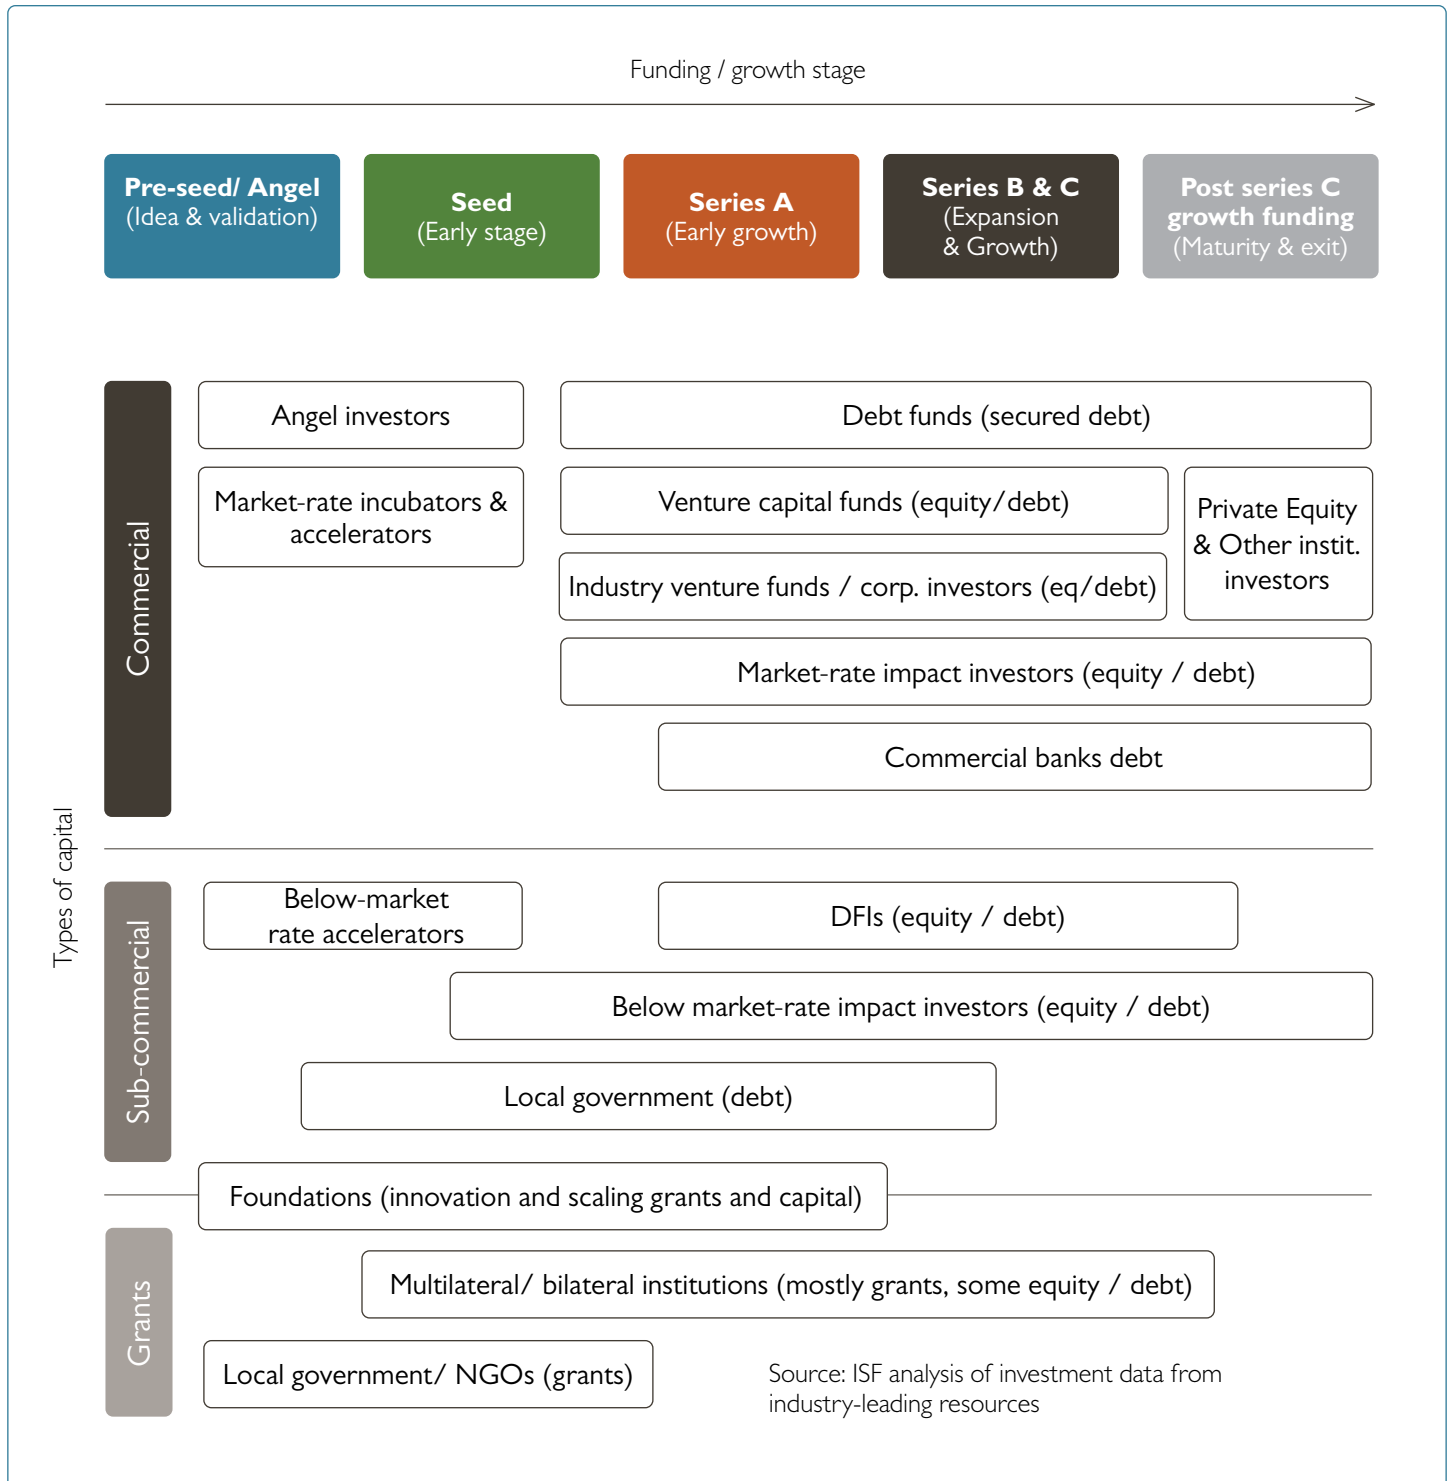 Funding / growth stage
Pre-seed/ Angel
(Idea & validation)
Seed
(Early stage)
Series A
(Early growth)
Series B & C
(Expansion
& Growth)
Post series C
growth funding
(Maturity & exit)
Types of capital
Commercial
Angel investors
Debt funds (secured debt)
Market-rate incubators &
accelerators
Venture capital funds (equity/debt)
Private Equity
& Other instit.
investors
Industry venture funds / corp. investors (eq/debt)
Market-rate impact investors (equity / debt)
Commercial banks debt
Sub-commercial
Below-market
rate accelerators
DFIs (equity / debt)
Below market-rate impact investors (equity / debt)
Local government (debt)
Foundations (innovation and scaling grants and capital)
Grants
Multilateral/ bilateral institutions (mostly grants, some equity / debt)
Local government/ NGOs (grants)
Source: ISF analysis of investment data from
industry-leading resources